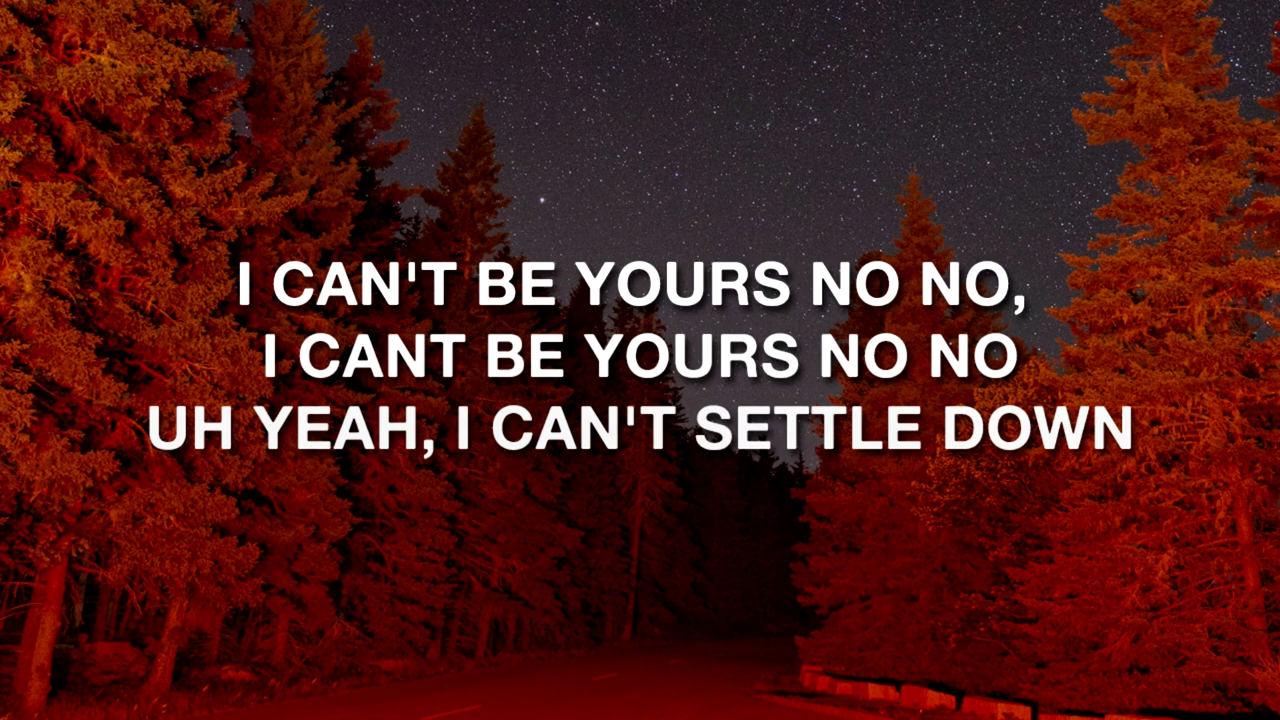 I CAN'T BE YOURS NO NO,
I CANT BE YOURS NO NO
UH YEAH, I CAN'T SETTLE DOWN